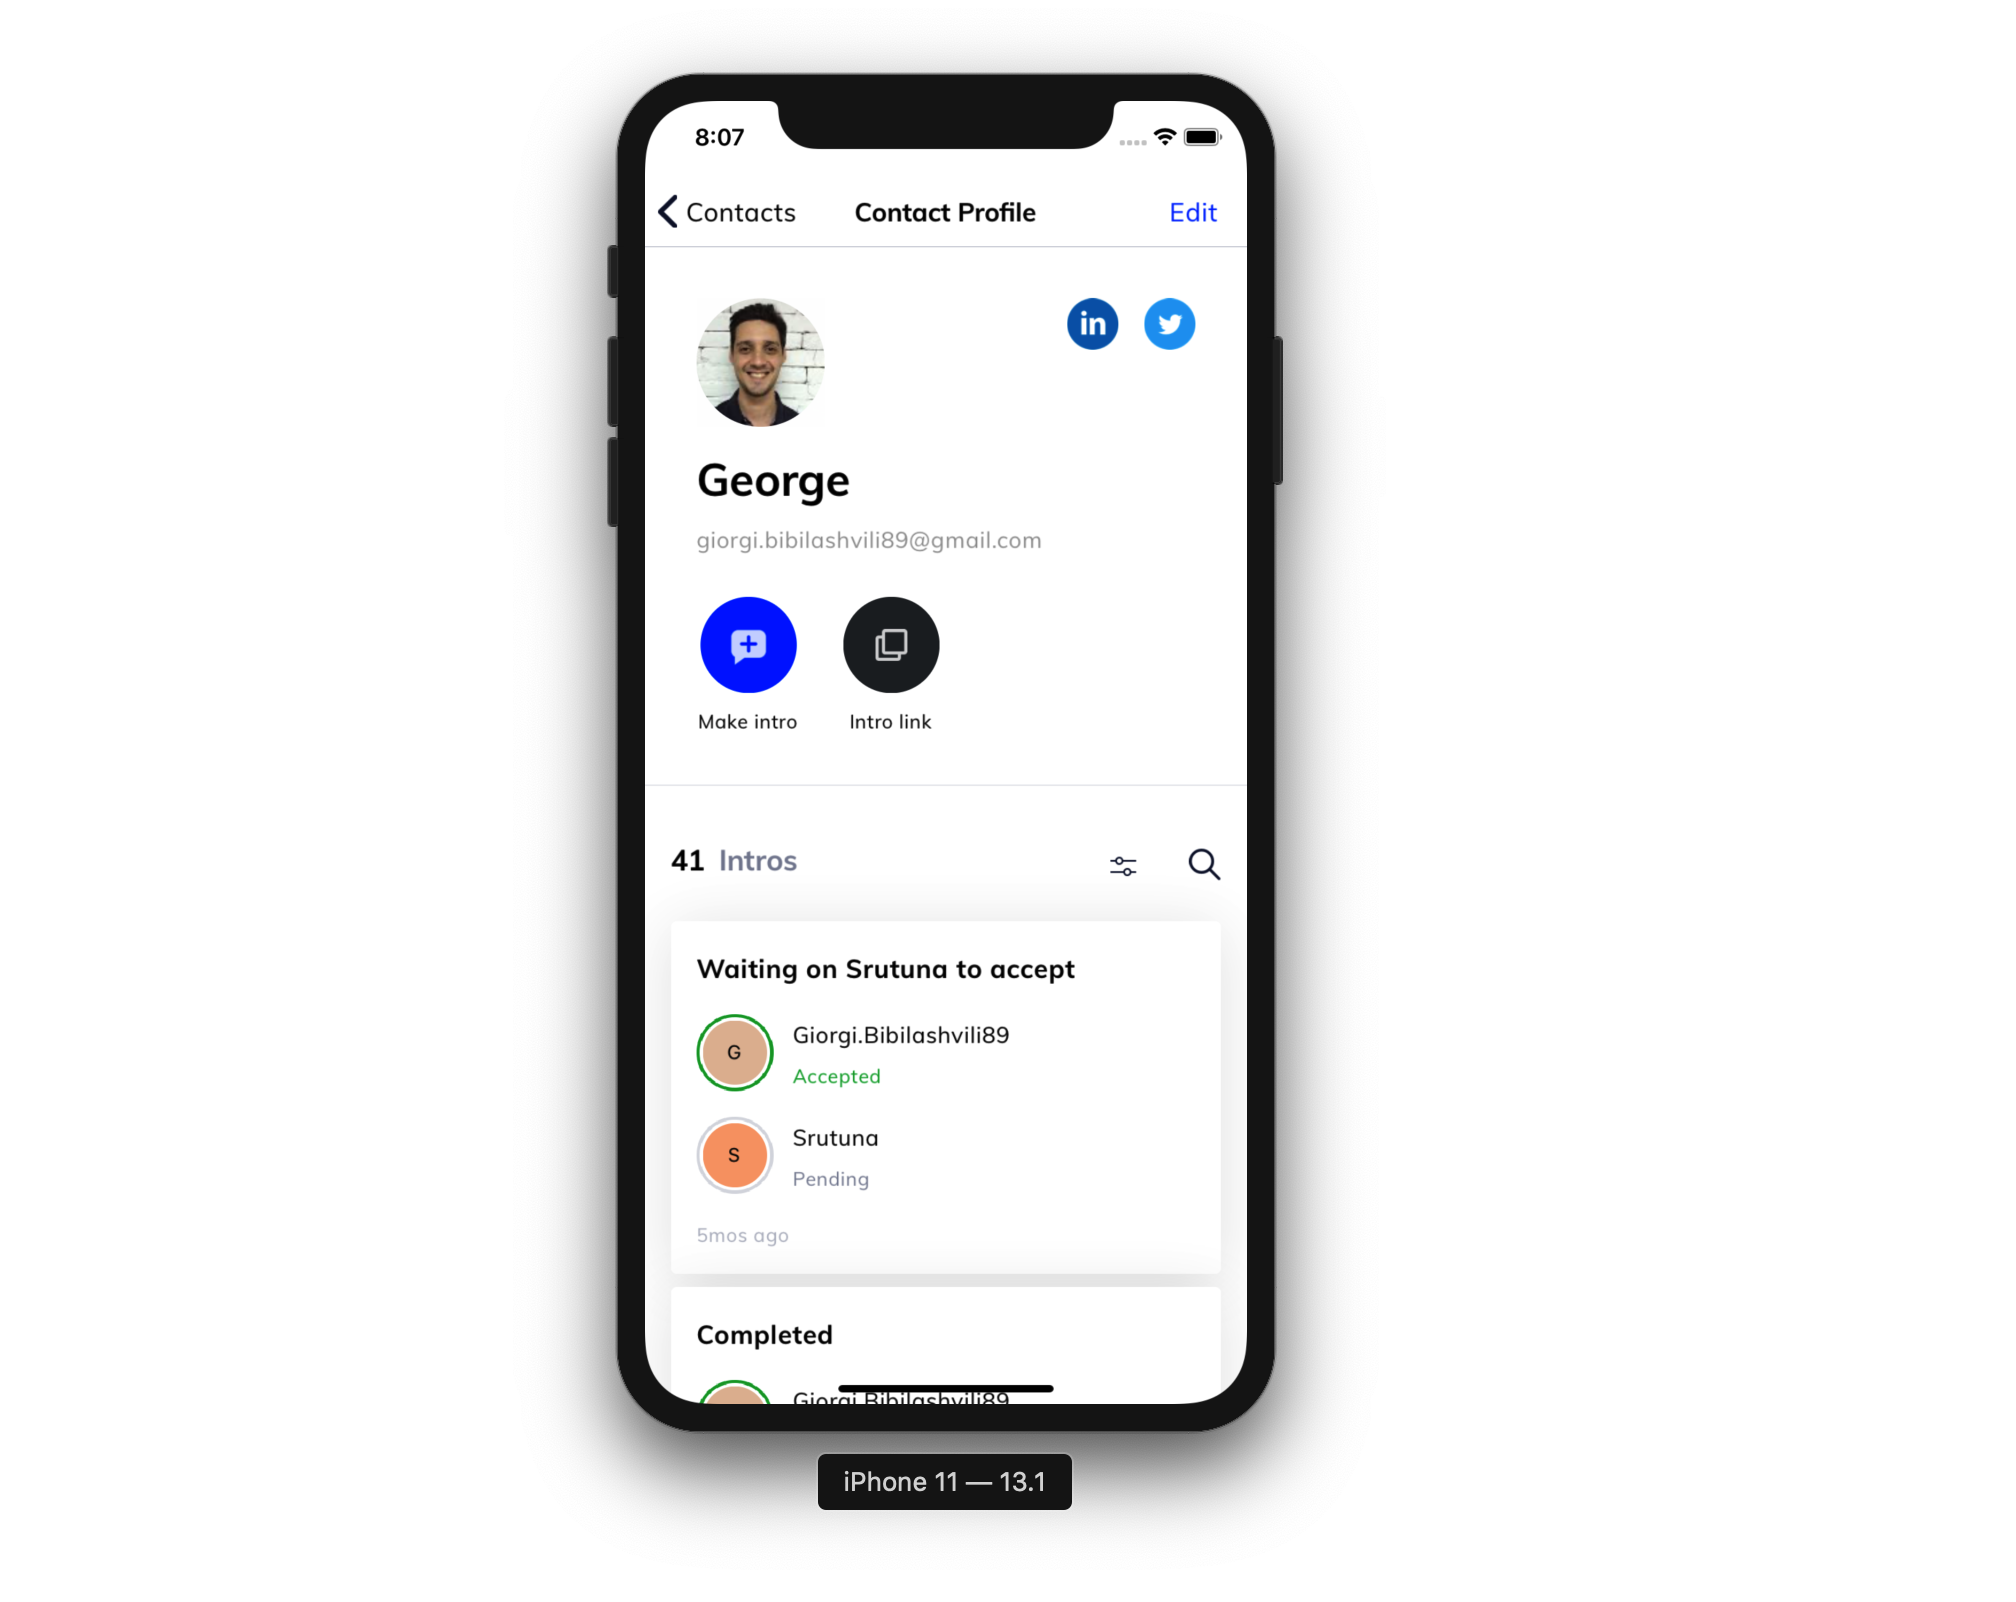 8:07
Contacts
Contact Profile
Edit
in
George
giorgi.bibilashvili89@gmail.com
Make intro
Intro link
41 Intros
Waiting on Srutuna to accept
G
Giorgi.Bibilashvili89
Accepted
S
Srutuna
Pending
5mos ago
Completed
Giorgi.Bibilashvili89
iPhone 11 — 13.1